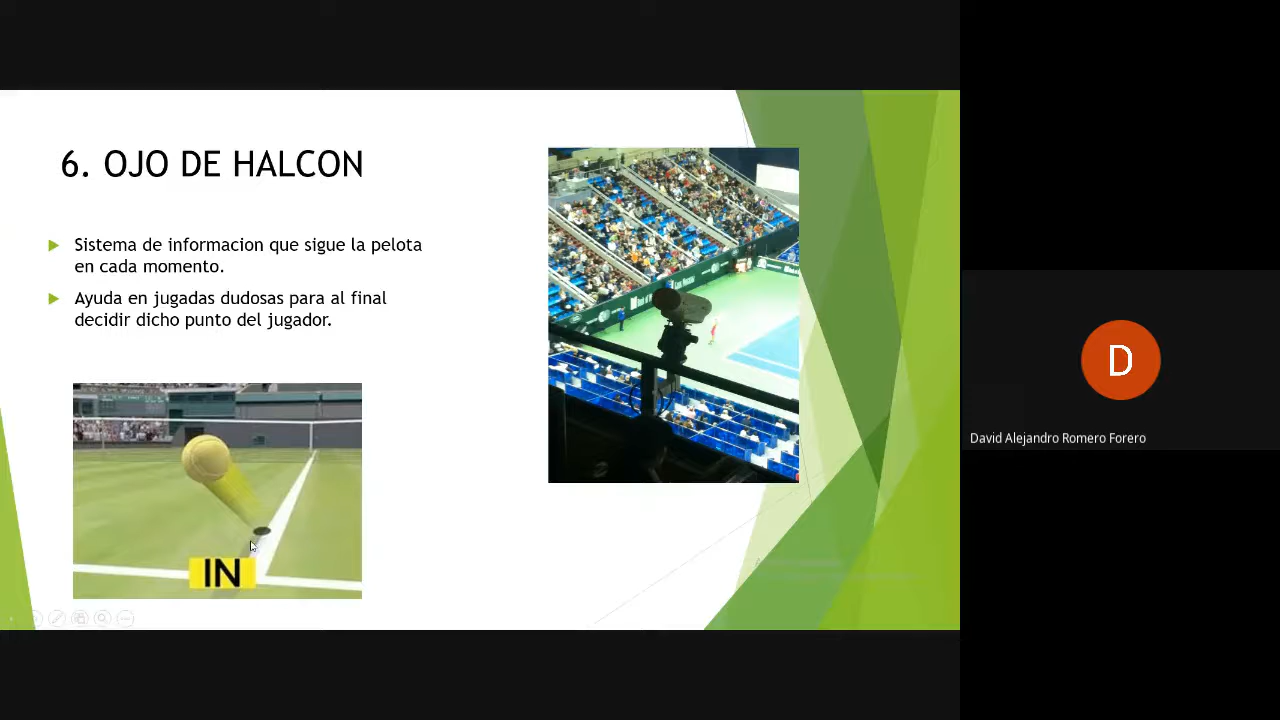 6. OJO DE HALCON
Sistema de informacion que sigue la pelota
en cada momento.
Ayuda en jugadas dudosas para al final
decidir dicho punto del jugador.
IN
D
David Alejandro Romero Forero